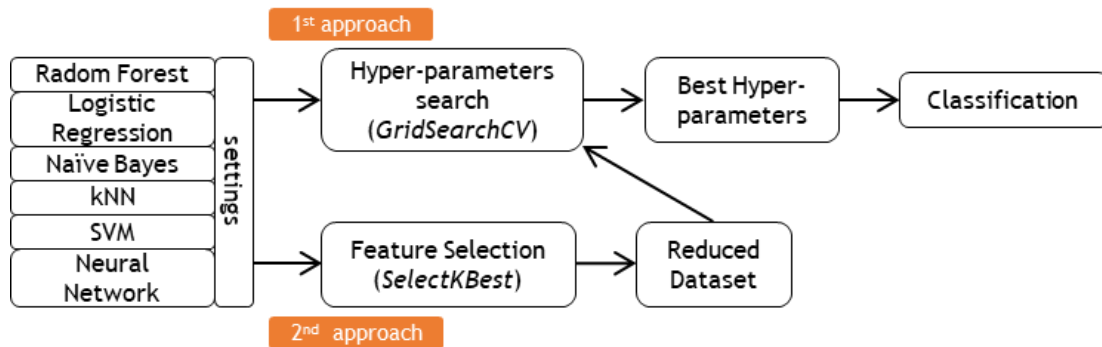 1st approach
Radom Forest
Logistic
Regression
Naïve Bayes
kNN
SVM
Neural
Network
settings
Hyper-parameters
search
(GridSearchCV)
Best Hyper-
parameters
Classification
Feature Selection
(SelectKBest)
Reduced
Dataset
2nd approach